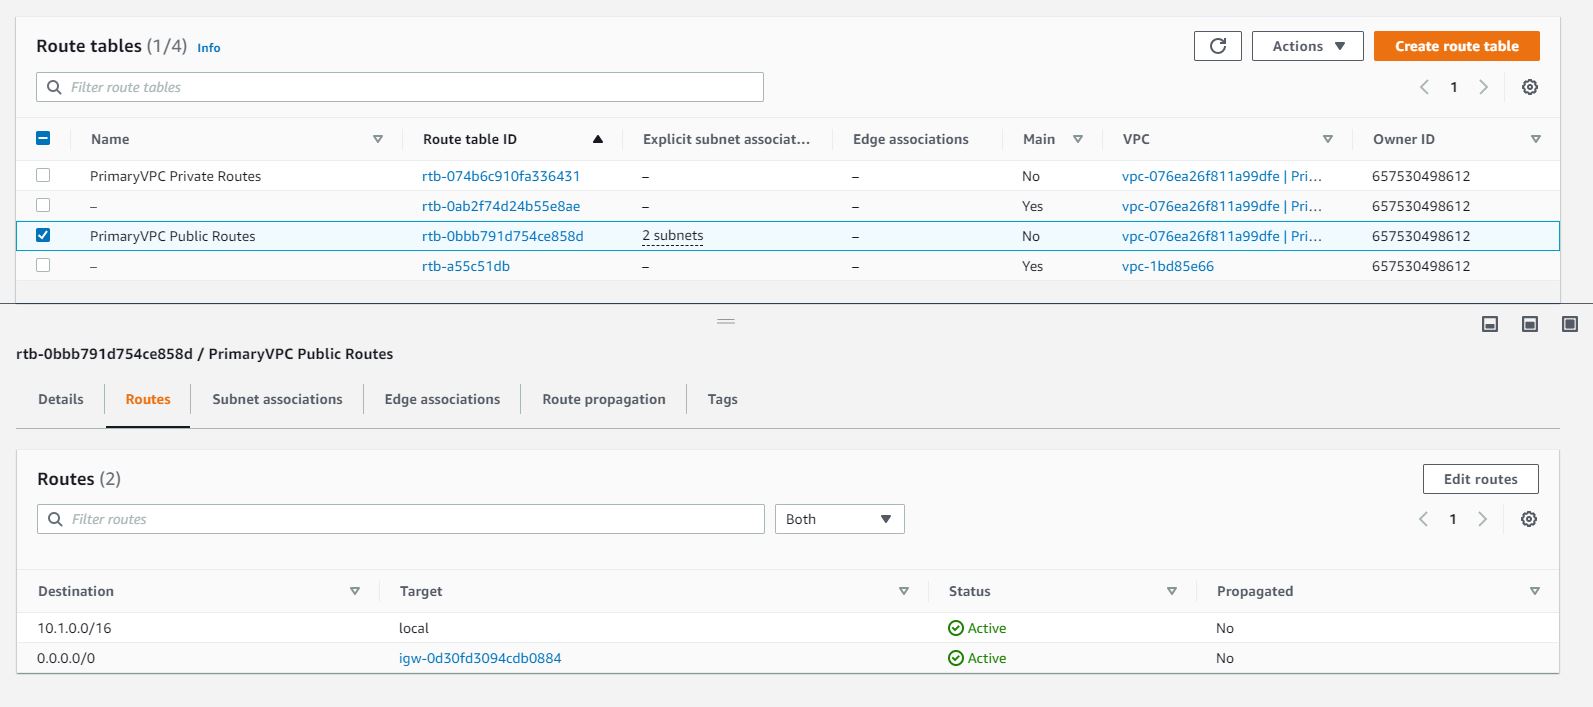 Route tables (1/4) Info
Actions
Create route table
Filter route tables
1
Name Route table ID Explicit subnet associat... Edge associations Main VPC Owner ID
PrimaryVPC Private Routes rtb-074b6c910fa336431 – – No vpc-076ea26f811a99dfe | Pri... 657530498612
– rtb-0ab2f74d24b55e8ae – – Yes vpc-076ea26f811a99dfe | Pri... 657530498612
PrimaryVPC Public Routes rtb-0bbb791d754ce858d 2 subnets – No vpc-076ea26f811a99dfe | Pri... 657530498612
– rtb-a55c51db – – Yes vpc-1bd85e66 657530498612
rtb-0bbb791d754ce858d / PrimaryVPC Public Routes
Details Routes Subnet associations Edge associations Route propagation Tags
Routes (2)
Edit routes
Filter routes
Both
1
Destination Target Status Propagated
10.1.0.0/16 local Active No
0.0.0.0/0 igw-0d30fd3094cdb0884 Active No